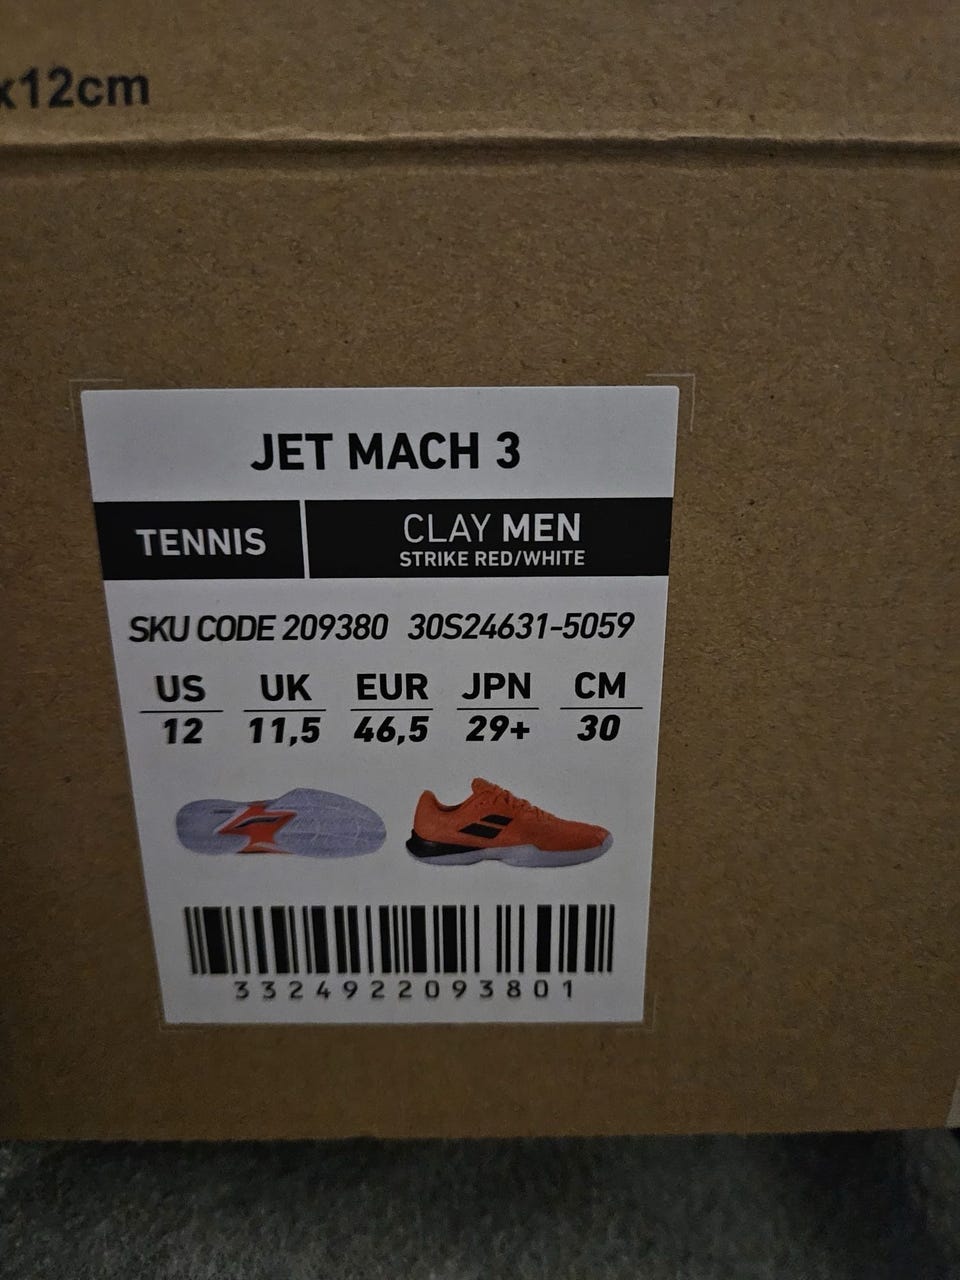 x12cm
JET MACH 3
TENNIS
CLAY MEN
STRIKE RED/WHITE
SKU CODE 209380 30S24631-5059
US UK EUR JPN CM
12 11,5 46,5 29+ 30
3324922093801